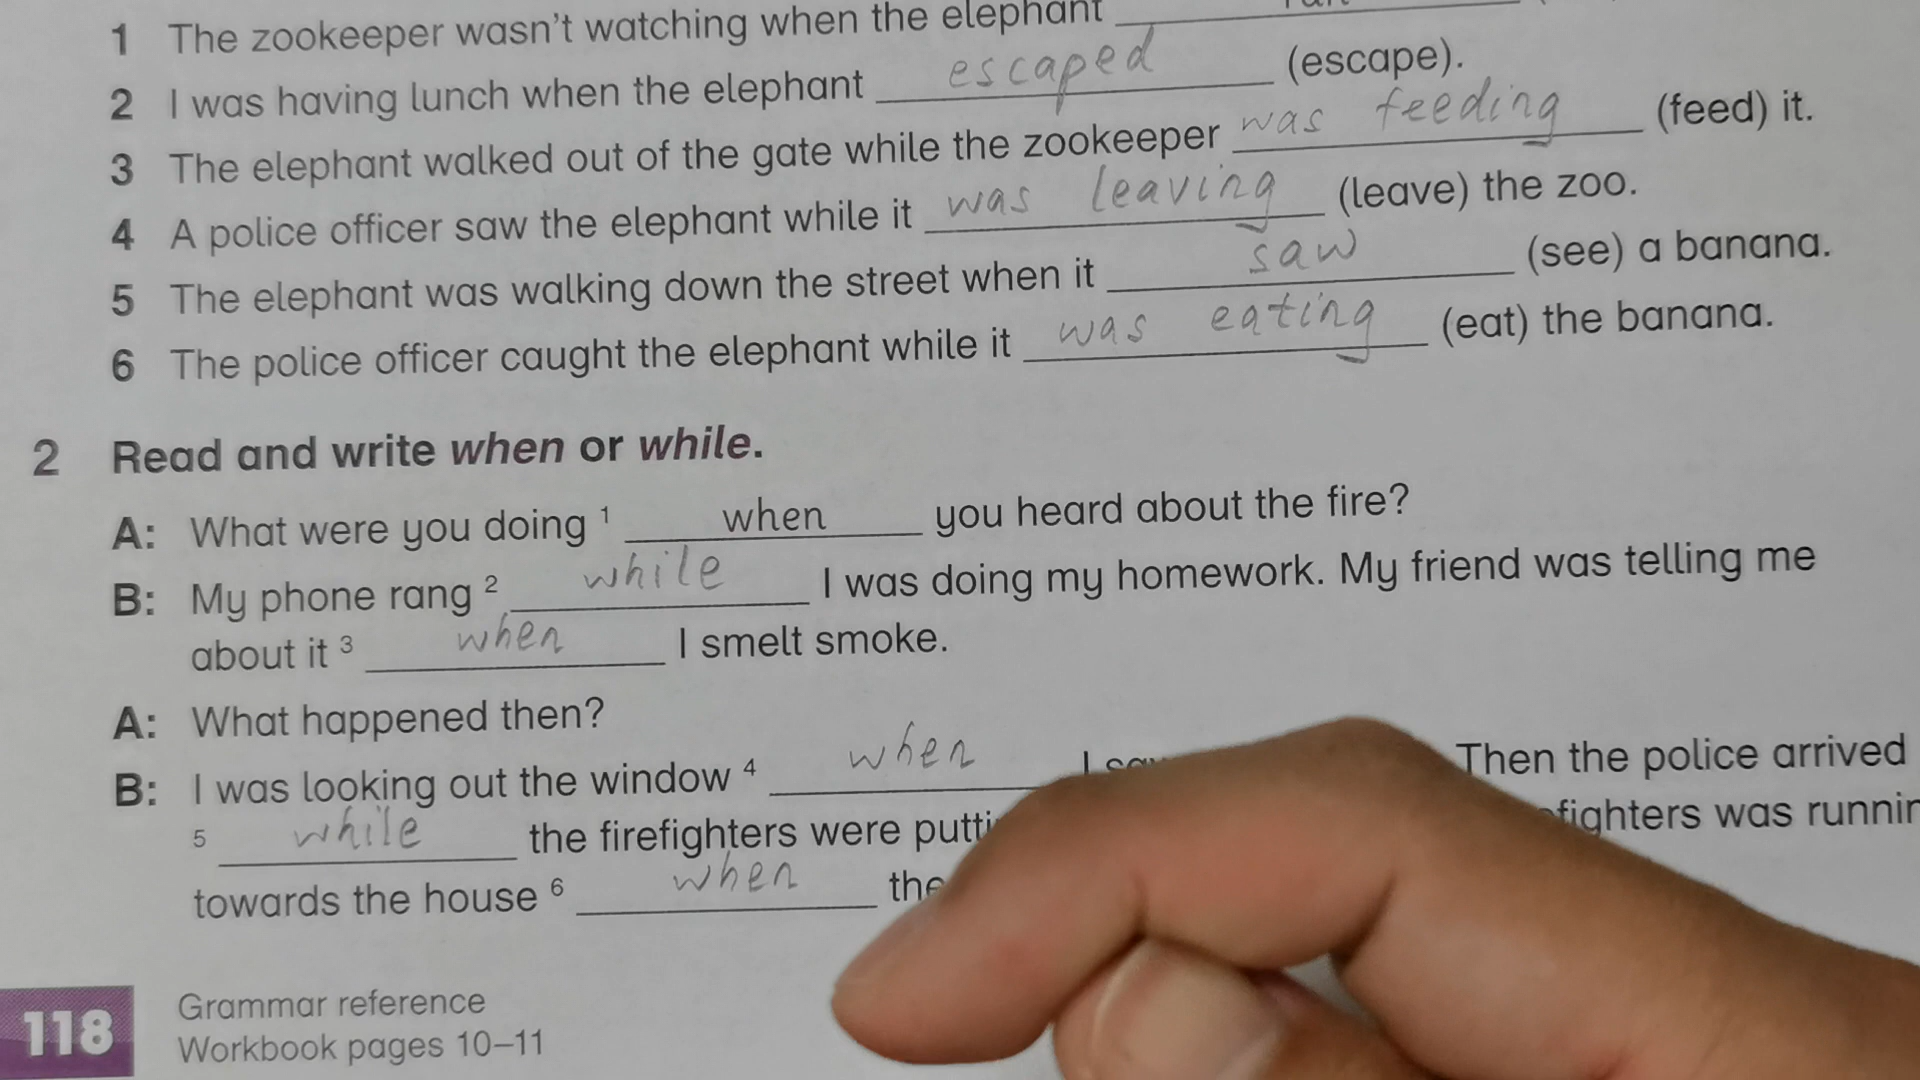 1 The zookeeper wasn't watching when the elephant
2 I was having lunch when the elephant escaped (escape).
3 The elephant walked out of the gate while the zookeeper was feeding (feed) it.
4 A police officer saw the elephant while it was leaving (leave) the zoo.
5 The elephant was walking down the street when it saw (see) a banana.
6 The police officer caught the elephant while it was eating (eat) the banana.
2 Read and write when or while.
A: What were you doing 1 when you heard about the fire?
B: My phone rang 2 while I was doing my homework. My friend was telling me
about it 3 when I smelt smoke.
A: What happened then?
B: I was looking out the window 4 when I Then the police arrived
5 while the firefighters were was
towards the house 6 when
118 Grammar reference
Workbook pages 10–11